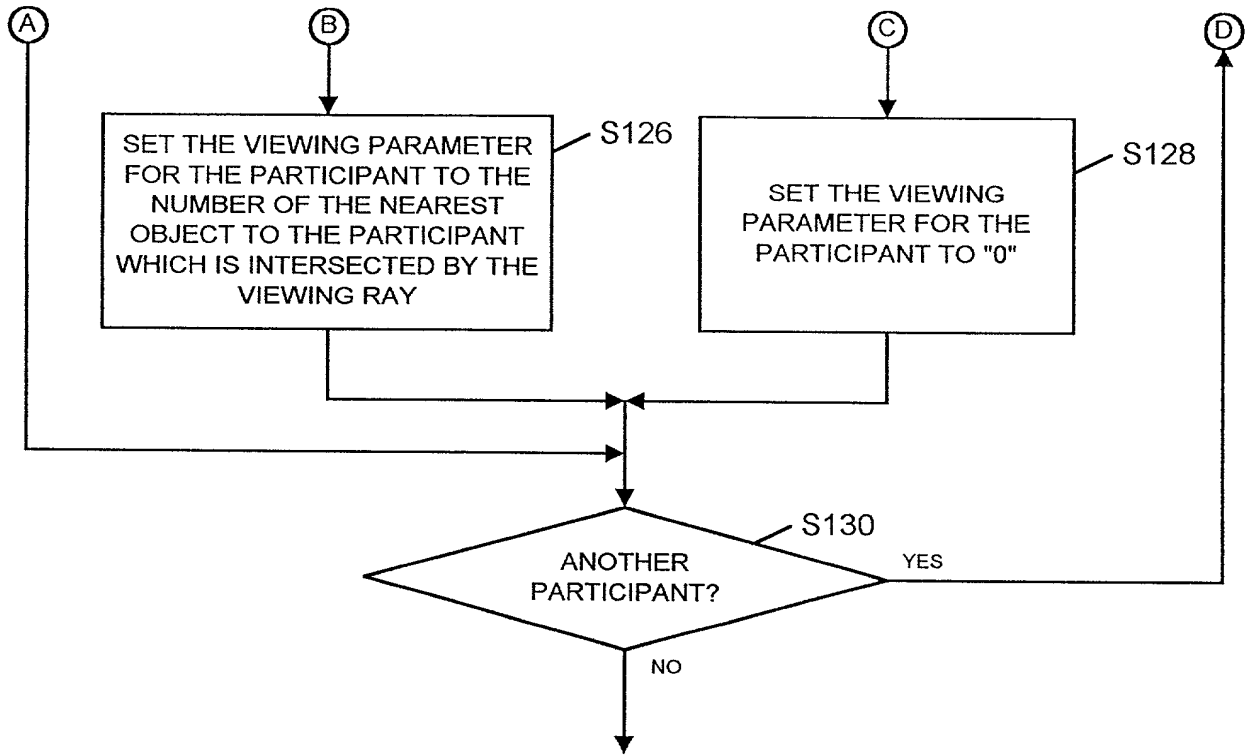 A
B
C
D
SET THE VIEWING PARAMETER
FOR THE PARTICIPANT TO THE
NUMBER OF THE NEAREST
OBJECT TO THE PARTICIPANT
WHICH IS INTERSECTED BY THE
VIEWING RAY
S126
SET THE VIEWING
PARAMETER FOR THE
PARTICIPANT TO "0"
S128
ANOTHER
PARTICIPANT?
S130
YES
NO